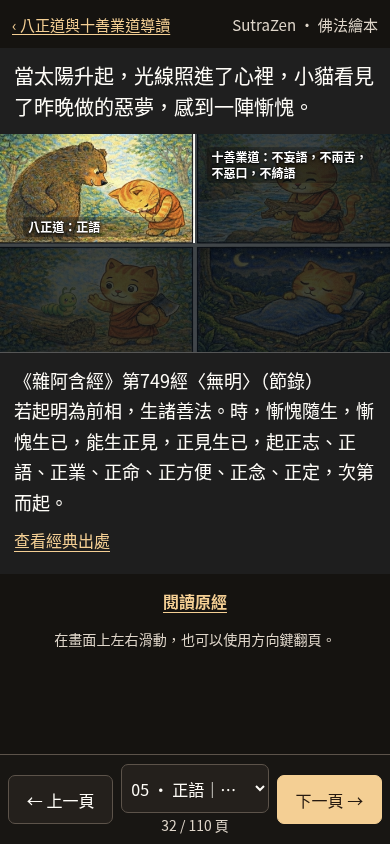 ‹ 八正道與十善業道導讀
SutraZen · 佛法繪本
當太陽升起，光線照進了心裡，小貓看見
了昨晚做的惡夢，感到一陣慚愧。
八正道：正語
十善業道：不妄語，不兩舌，
不惡口，不綺語
《雜阿含經》第749經〈無明〉（節錄）
若起明為前相，生諸善法。時，慚愧隨生，慚
愧生已，能生正見，正見生已，起正志、正
語、正業、正命、正方便、正念、正定，次第
而起。
查看經典出處
閱讀原經
在畫面上左右滑動，也可以使用方向鍵翻頁。
← 上一頁
05 · 正語｜⋯
下一頁 →
32 / 110 頁